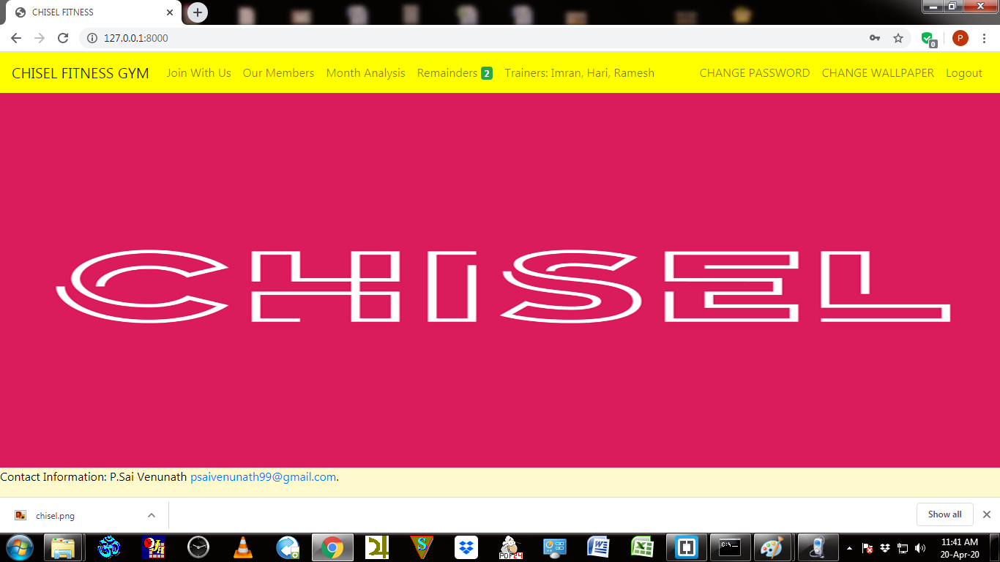 CHISEL FITNESS
127.0.0.1:8000
P
0
CHISEL FITNESS GYM Join With Us Our Members Month Analysis Remainders 2 Trainers: Imran, Hari, Ramesh CHANGE PASSWORD CHANGE WALLPAPER Logout
CHISEL
Contact Information: P.Sai Venunath psaivenunath99@gmail.com.
chisel.png Show all
PDF24
C:\.
11:41 AM
20-Apr-20